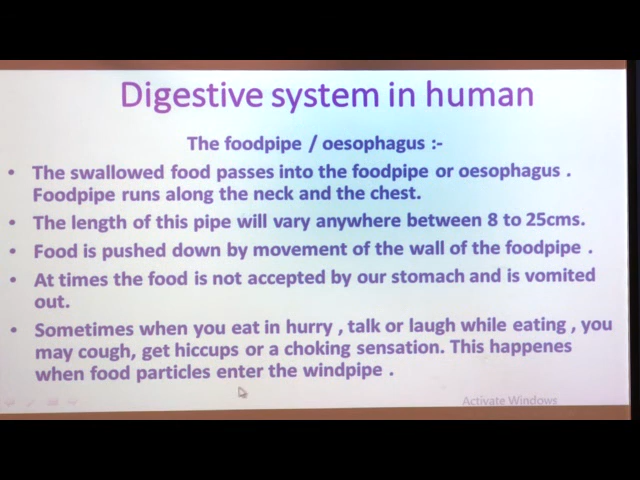 Digestive system in human
The foodpipe / oesophagus :-
• The swallowed food passes into the foodpipe or oesophagus .
Foodpipe runs along the neck and the chest.
• The length of this pipe will vary anywhere between 8 to 25cms.
• Food is pushed down by movement of the wall of the foodpipe .
• At times the food is not accepted by our stomach and is vomited
out.
• Sometimes when you eat in hurry , talk or laugh while eating , you
may cough, get hiccups or a choking sensation. This happenes
when food particles enter the windpipe .
Activate Windows